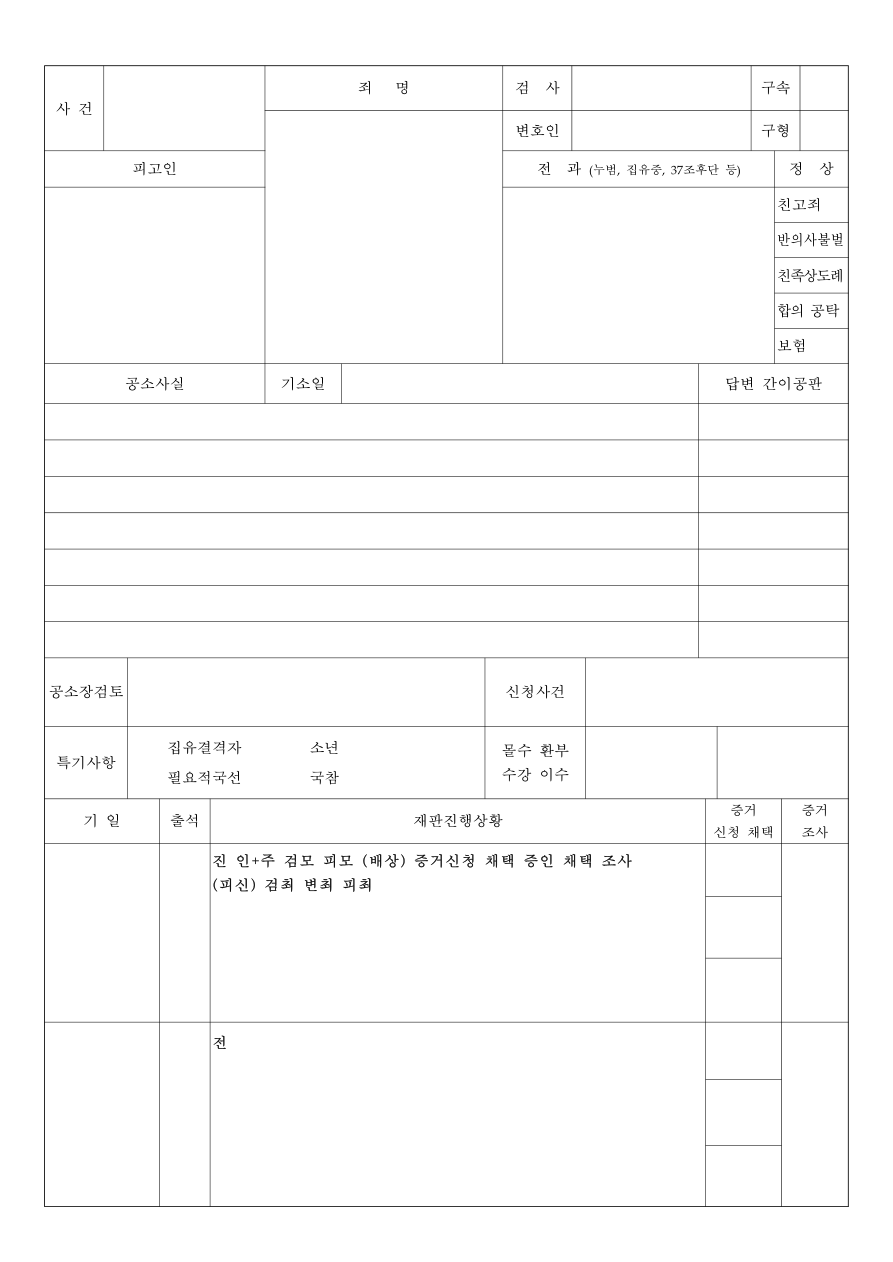 사 건
죄 명
검 사
구속
변호인
구형
피고인
전 과 (누범, 집유중, 37조후단 등)
정 상
친고죄
반의사불벌
친족상도례
합의 공탁
보험
공소사실
기소일
답변 간이공판
공소장검토
신청사건
특기사항
집유결격자 소년
필요적국선 국참
몰수 환부
수강 이수
기 일
출석
재판진행상황
증거
신청 채택
증거
조사
진 인+주 검모 피모 (배상) 증거신청 채택 증인 채택 조사
(피신) 검최 변최 피최
전